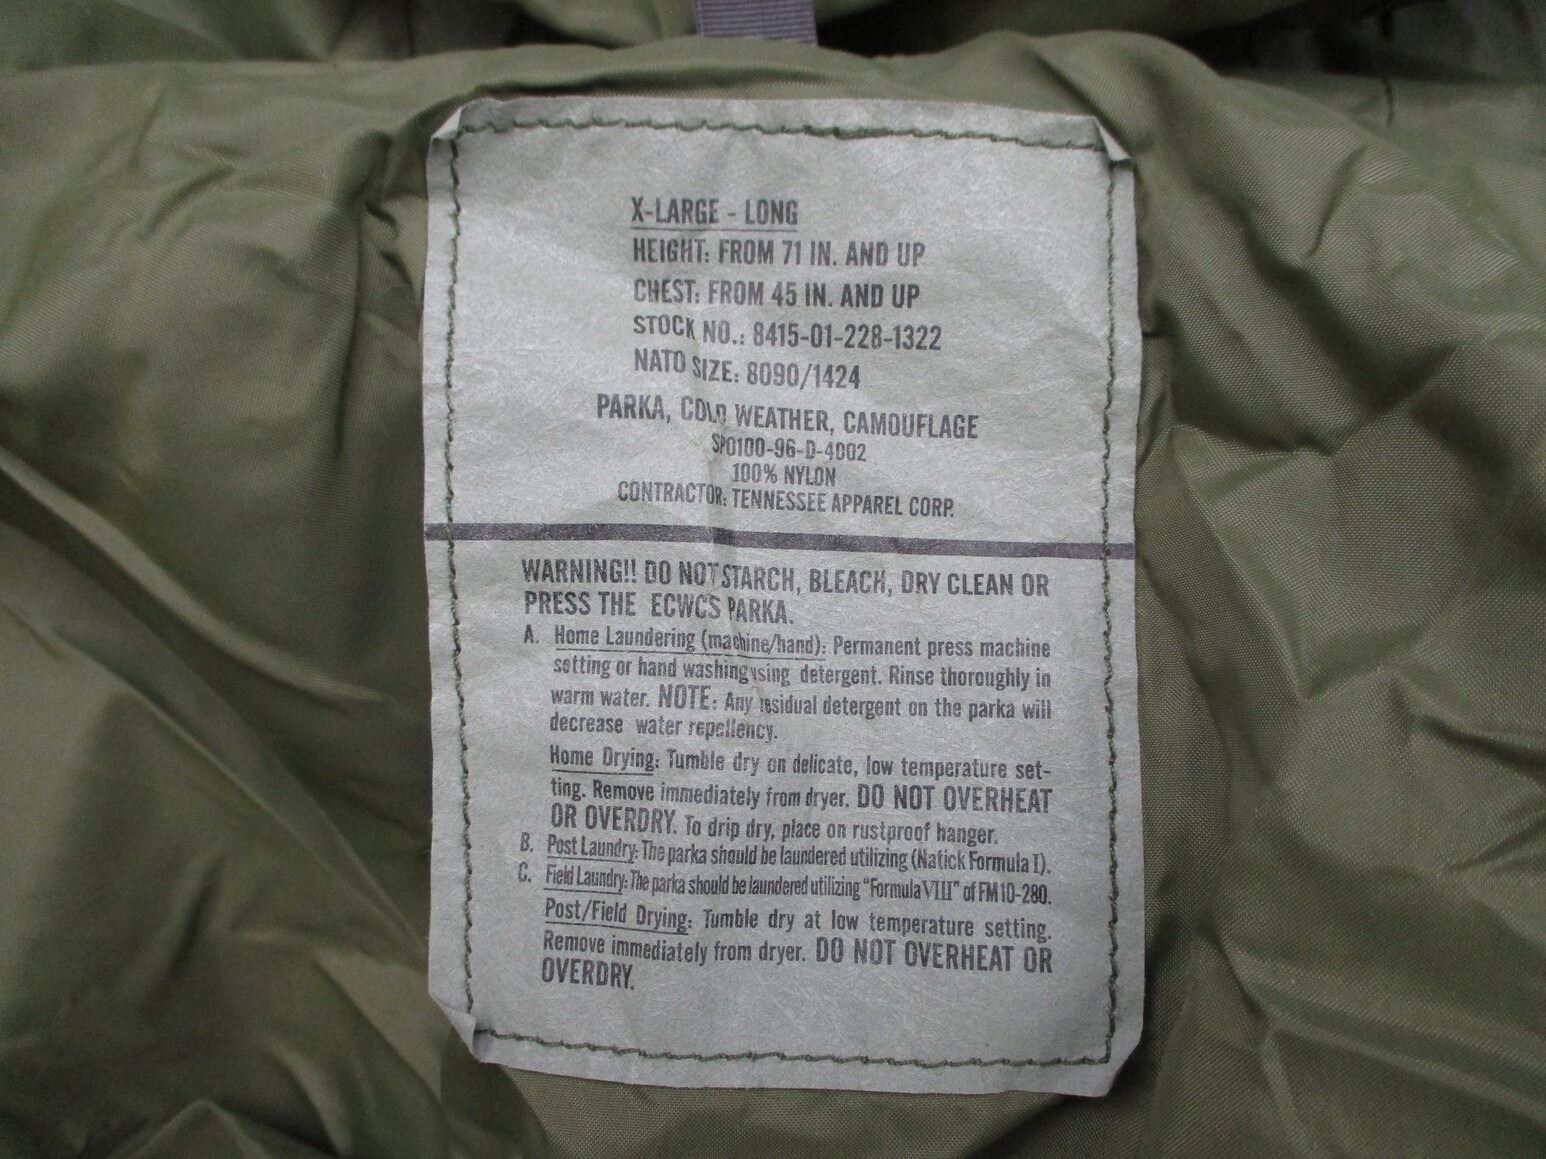 X-LARGE - LONG
HEIGHT: FROM 71 IN. AND UP
CHEST: FROM 45 IN. AND UP
STOCK NO.: 8415-01-228-1322
NATO SIZE: 8090/1424
PARKA, COLD WEATHER, CAMOUFLAGE
SPO100-96-D-4002
100% NYLON
CONTRACTOR: TENNESSEE APPAREL CORP.
WARNING!! DO NOT STARCH, BLEACH, DRY CLEAN OR
PRESS THE ECWCS PARKA.
A. Home Laundering (machine/hand): Permanent press machine
setting or hand washing using detergent. Rinse thoroughly in
warm water. NOTE: Any residual detergent on the parka will
decrease water repellency.
Home Drying: Tumble dry on delicate, low temperature set-
ting. Remove immediately from dryer. DO NOT OVERHEAT
OR OVERDRY. To drip dry, place on rustproof hanger.
B. Post Laundry: The parka should be laundered utilizing (Natick Formula I).
C. Field Laundry: The parka should be laundered utilizing "Formula VIII" of FM 10-280.
Post/Field Drying: Tumble dry at low temperature setting.
Remove immediately from dryer. DO NOT OVERHEAT OR
OVERDRY.